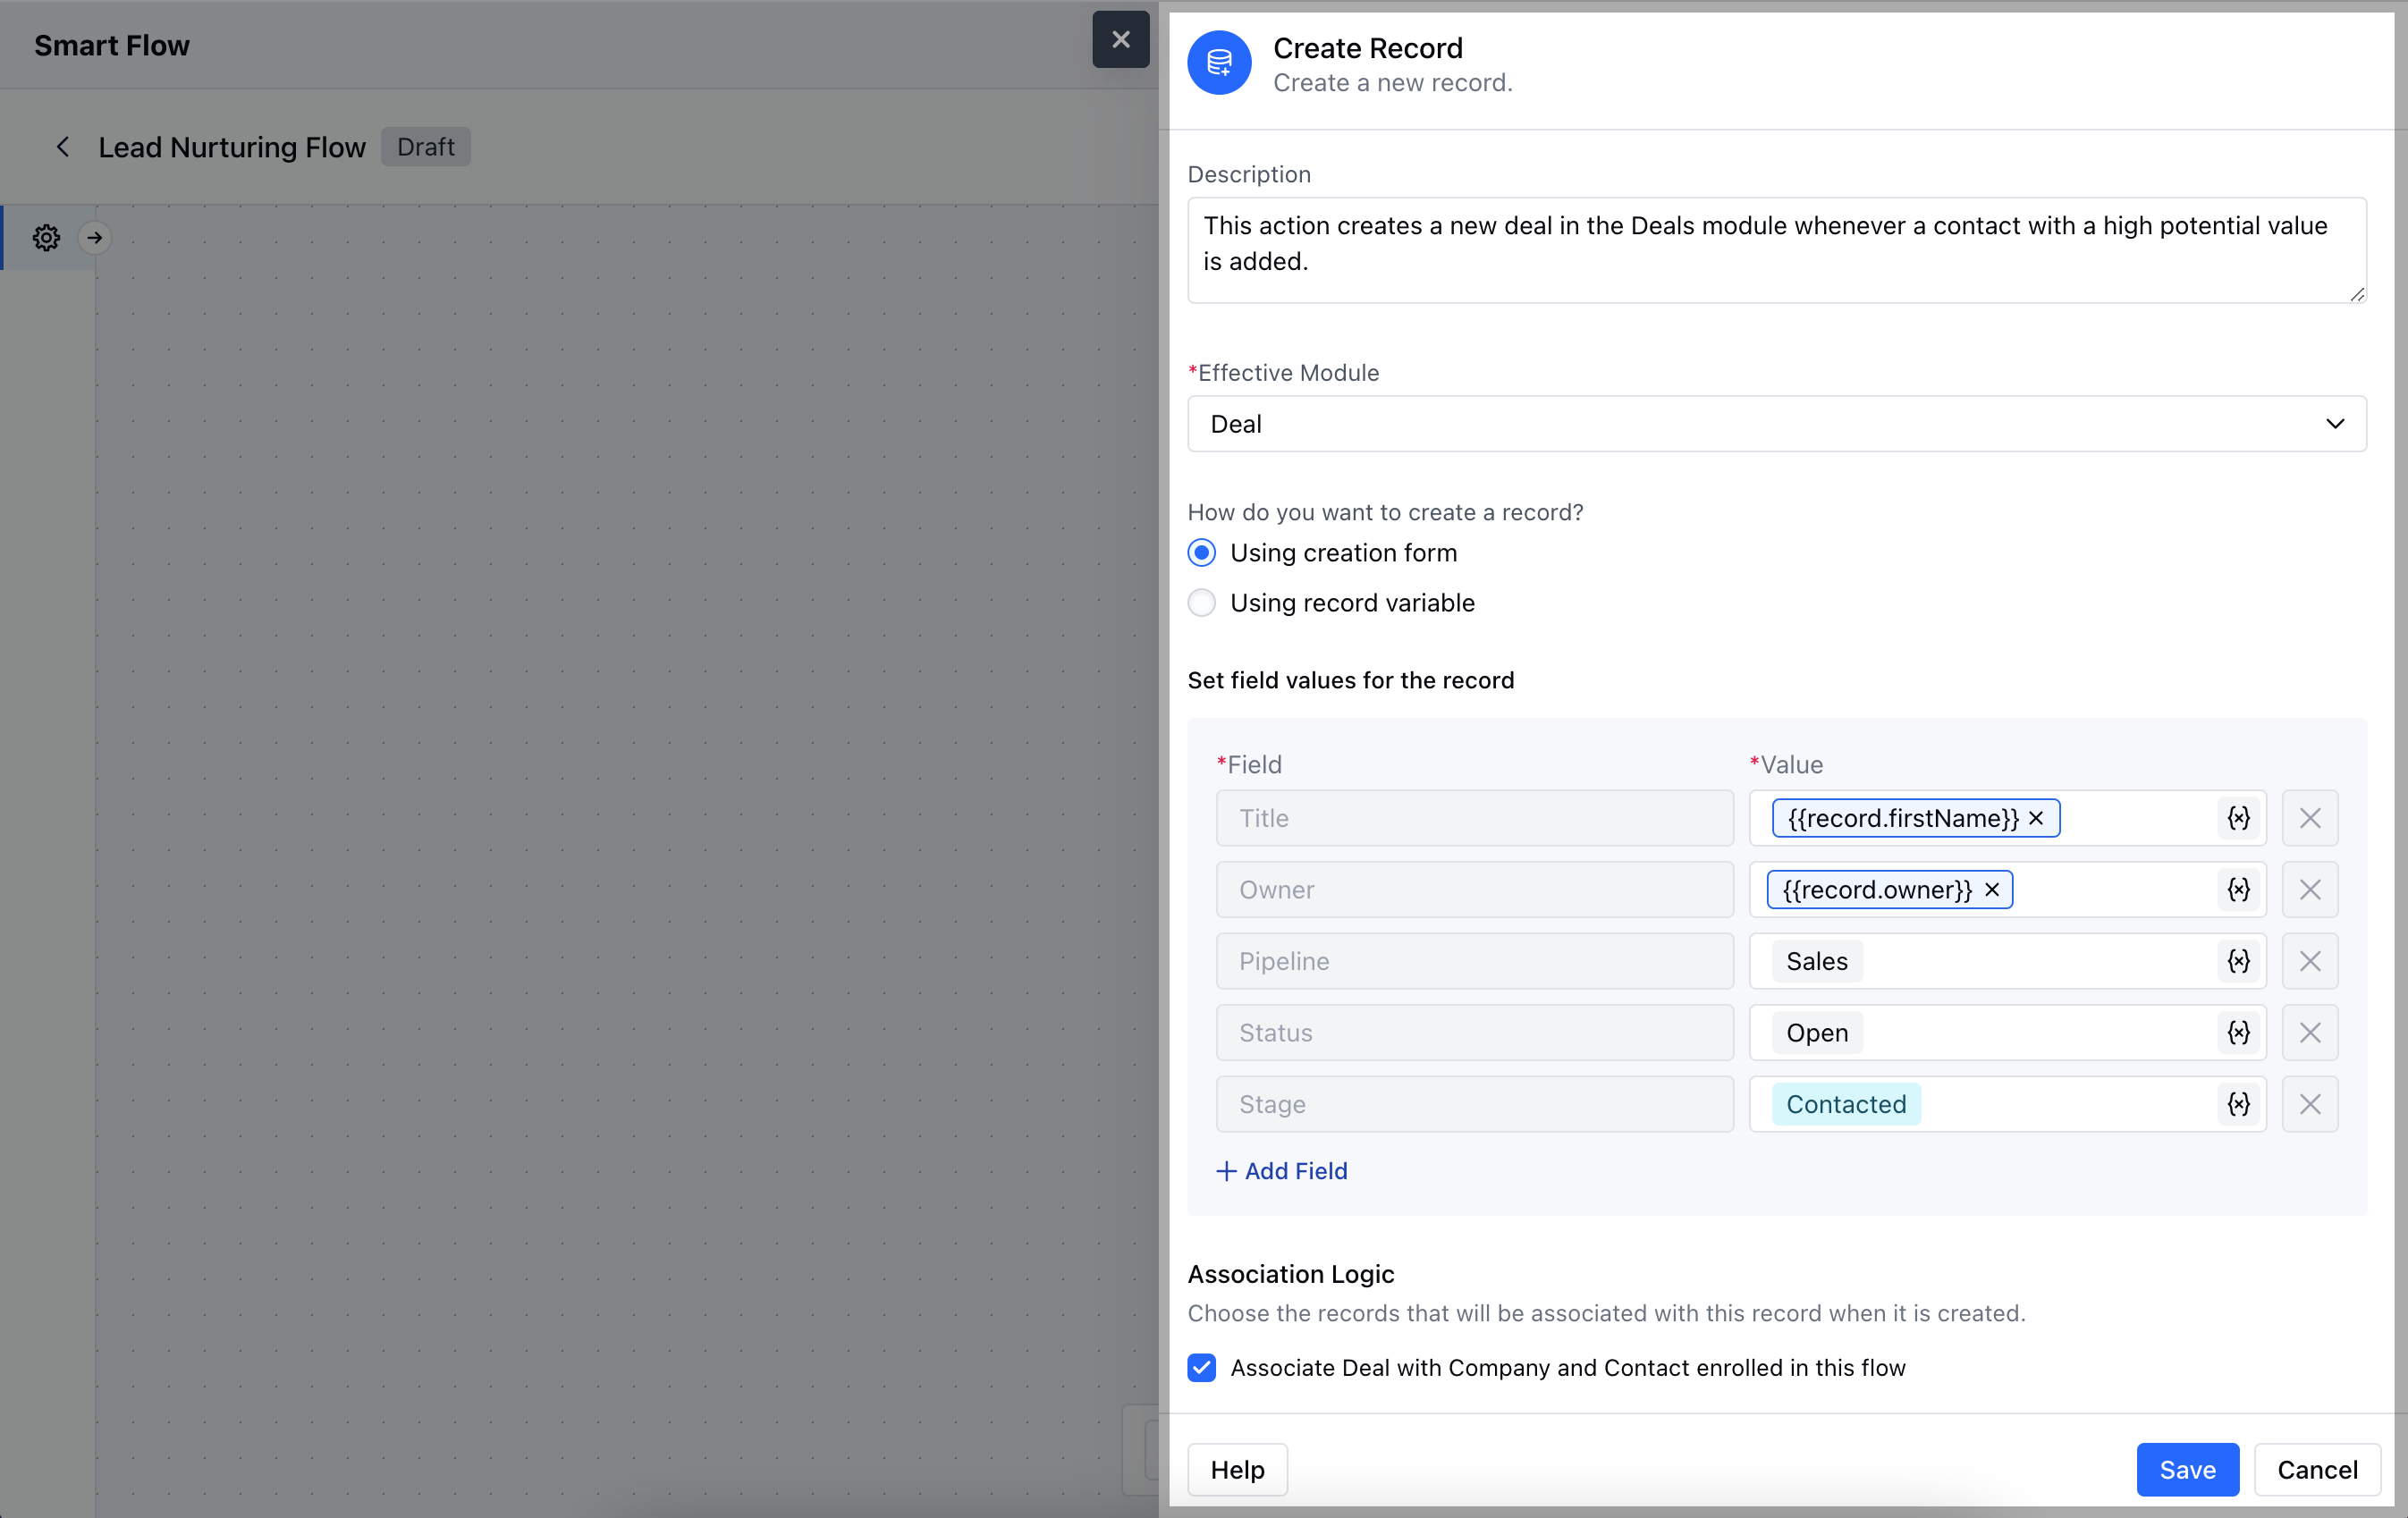 Smart Flow
Lead Nurturing Flow
Draft
Create Record
Create a new record.
Description
This action creates a new deal in the Deals module whenever a contact with a high potential value
is added.
*Effective Module
Deal
How do you want to create a record?
Using creation form
Using record variable
Set field values for the record
*Field
*Value
Title
{{record.firstName}}
Owner
{{record.owner}}
Pipeline
Sales
Status
Open
Stage
Contacted
+ Add Field
Association Logic
Choose the records that will be associated with this record when it is created.
Associate Deal with Company and Contact enrolled in this flow
Help
Save
Cancel